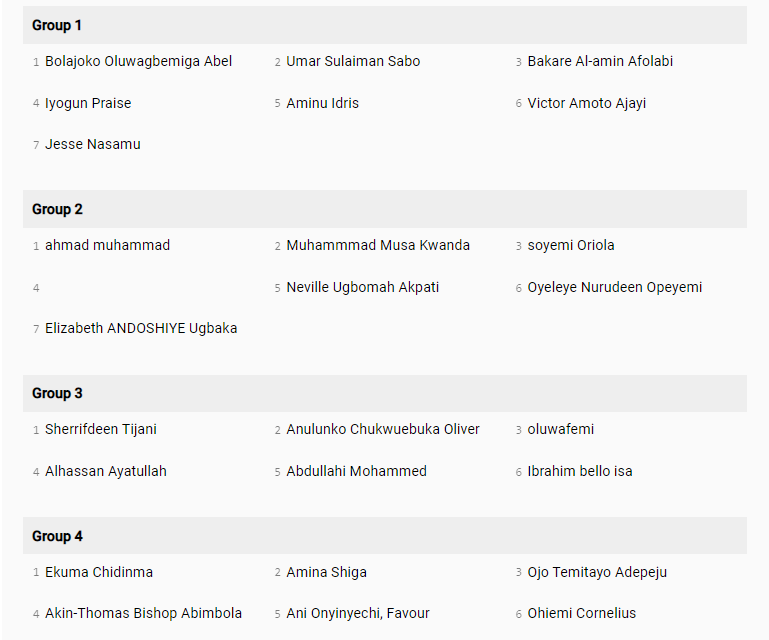 Group 1
1 Bolajoko Oluwagbemiga Abel 2 Umar Sulaiman Sabo 3 Bakare Al-amin Afolabi
4 Iyogun Praise 5 Aminu Idris 6 Victor Amoto Ajayi
7 Jesse Nasamu
Group 2
1 ahmad muhammad 2 Muhammmad Musa Kwanda 3 soyemi Oriola
4 5 Neville Ugbomah Akpati 6 Oyeleye Nurudeen Opeyemi
7 Elizabeth ANDOSHIYE Ugbaka
Group 3
1 Sherrifdeen Tijani 2 Anulunko Chukwuebuka Oliver 3 oluwafemi
4 Alhassan Ayatullah 5 Abdullahi Mohammed 6 Ibrahim bello isa
Group 4
1 Ekuma Chidinma 2 Amina Shiga 3 Ojo Temitayo Adepeju
4 Akin-Thomas Bishop Abimbola 5 Ani Onyinyechi, Favour 6 Ohiemi Cornelius